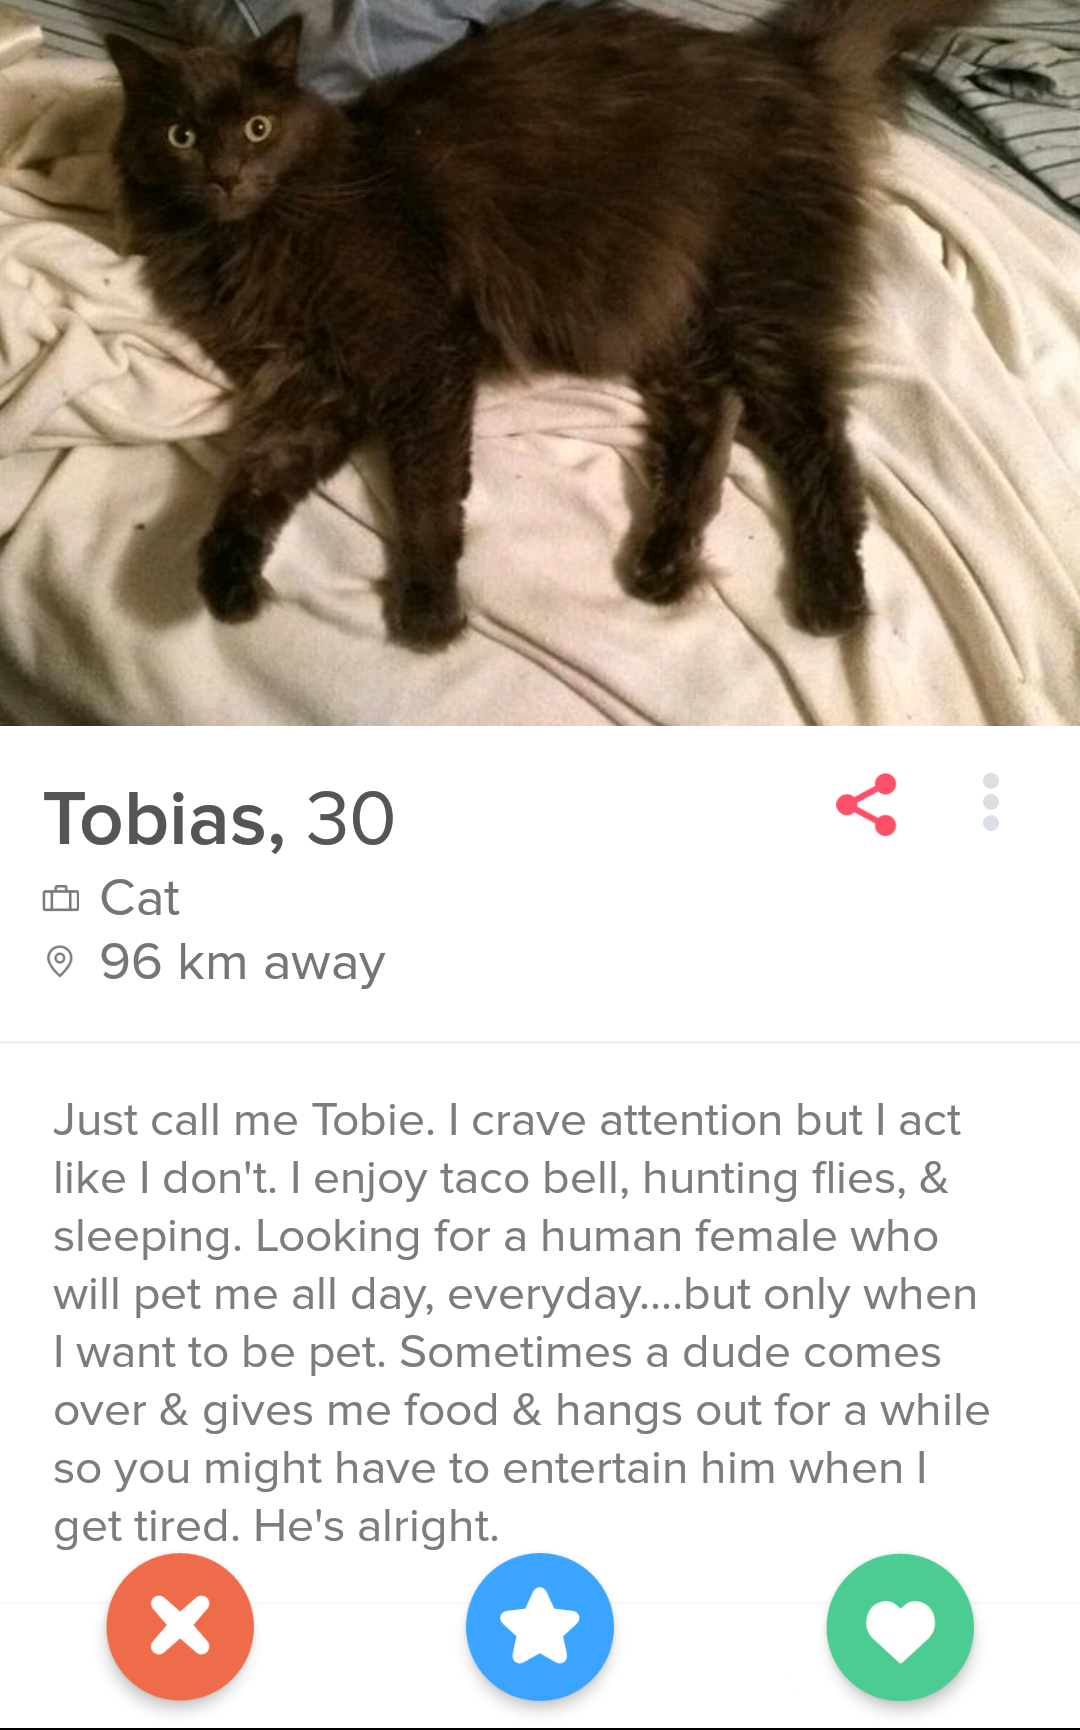 Tobias, 30
Cat
96 km away
Just call me Tobie. I crave attention but I act
like I don't. I enjoy taco bell, hunting flies, &
sleeping. Looking for a human female who
will pet me all day, everyday....but only when
I want to be pet. Sometimes a dude comes
over & gives me food & hangs out for a while
so you might have to entertain him when I
get tired. He's alright.